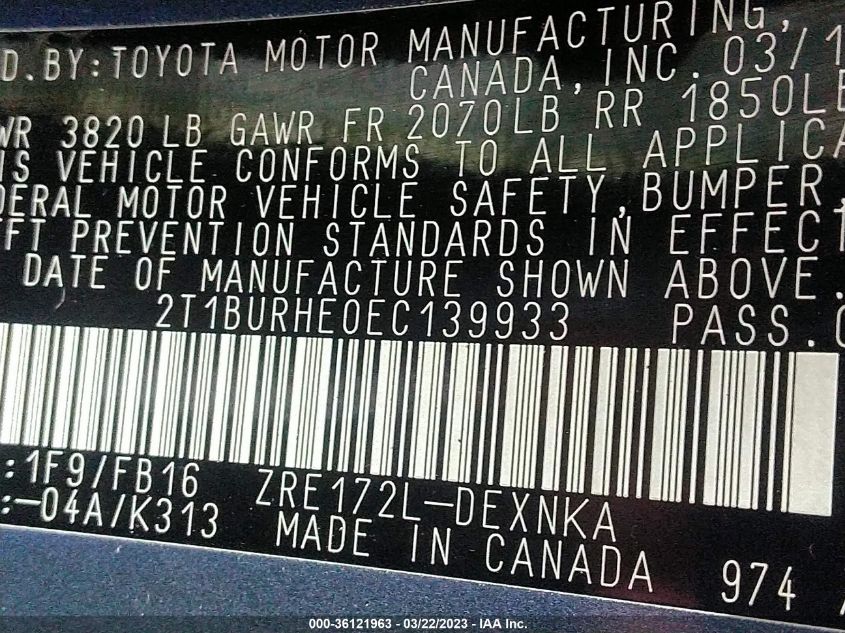 D.BY:TOYOTA MOTOR MANUFACTURING,
CANADA, INC. 03/1
WR 3820 LB GAWR FR 2070LB RR 1850LB
IS VEHICLE CONFORMS TO ALL APPLICA
DERAL MOTOR VEHICLE SAFETY, BUMPER,
FT PREVENTION STANDARDS IN EFFECT
DATE OF MANUFACTURE SHOWN ABOVE.
2T1BURHE0EC139933 PASS.C
:1F9/FB16 ZRE172L-DEXNKA
:-04A/K313 MADE IN CANADA 974
000-36121963 - 03/22/2023 - IAA Inc.